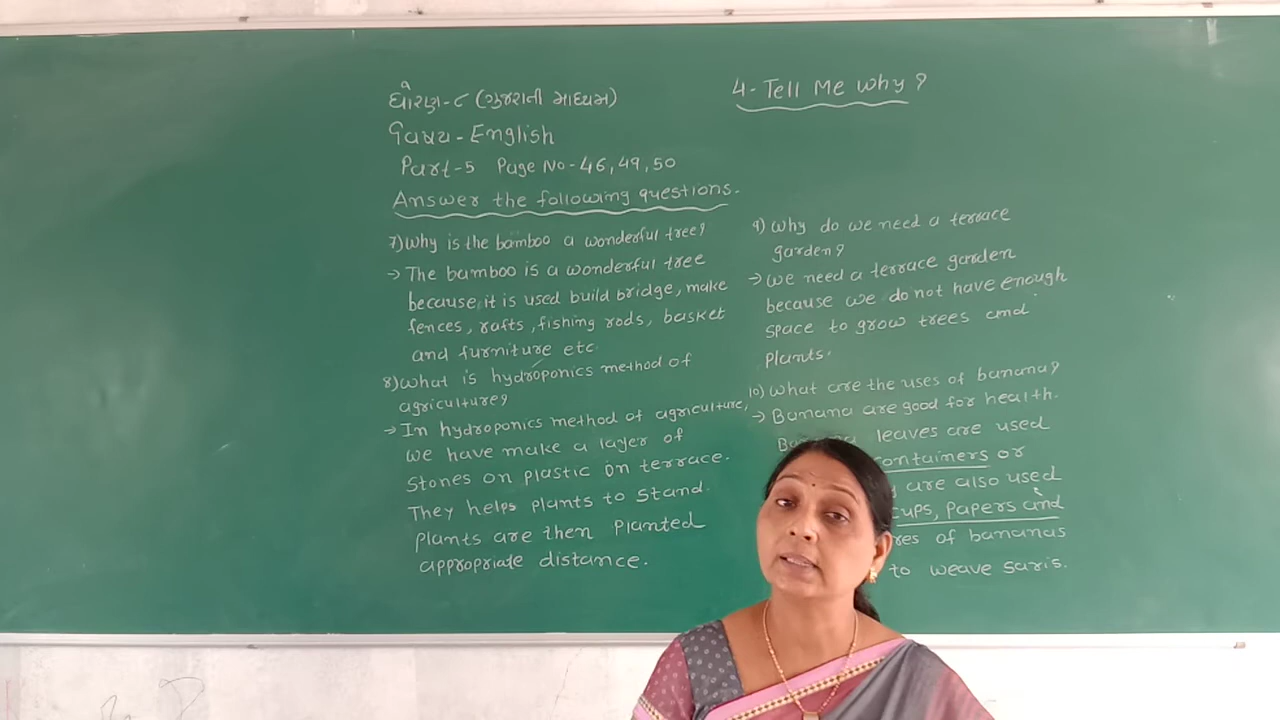 ધોરણ-૮ (ગુજરાતી માધ્યમ)
વિષય-English
Part-5 Page No-46,49,50
Answer the following questions.
7) Why is the bamboo a wonderful tree?
→ The bamboo is a wonderful tree
because, it is used build bridge, make
fences, rafts, fishing rods, basket
and furniture etc.
8) What is hydroponics method of
agriculture?
→ In hydroponics method of agriculture,
we have make a layer of
stones on plastic on terrace.
They helps plants to stand.
Plants are then planted
appropriate distance.
4-Tell Me Why?
9) Why do we need a terrace
garden?
→ We need a terrace garden
because we do not have enough
space to grow trees and
plants.
10) What are the uses of banana?
→ Banana are good for health.
leaves are used
containers or
are also used
cups, papers and
of bananas
to weave saris.